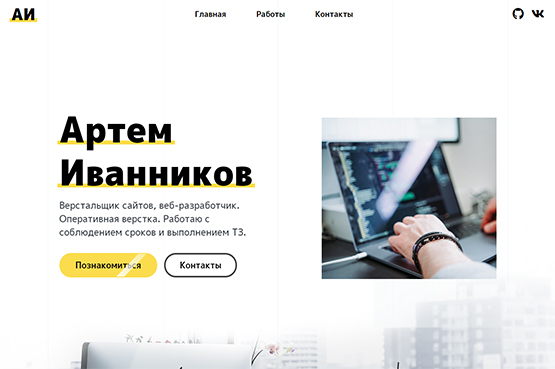 АИ
Главная Работы Контакты
Артем
Иванников
Верстальщик сайтов, веб-разработчик.
Оперативная верстка. Работаю с
соблюдением сроков и выполнением ТЗ.
Познакомиться Контакты